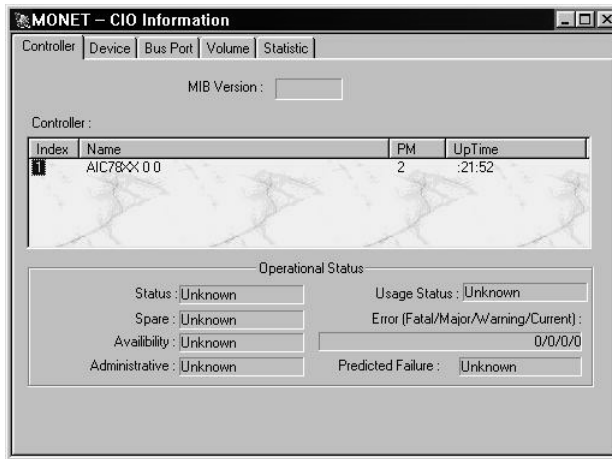 MONET – CIO Information
Controller Device Bus Port Volume Statistic
MIB Version :
Controller :
Index Name PM UpTime
1 AIC78XX 0 0 2 :21:52
Operational Status
Status : Unknown Usage Status : Unknown
Spare : Unknown Error (Fatal/Major/Warning/Current) :
Availibility : Unknown 0/0/0/0
Administrative : Unknown Predicted Failure : Unknown